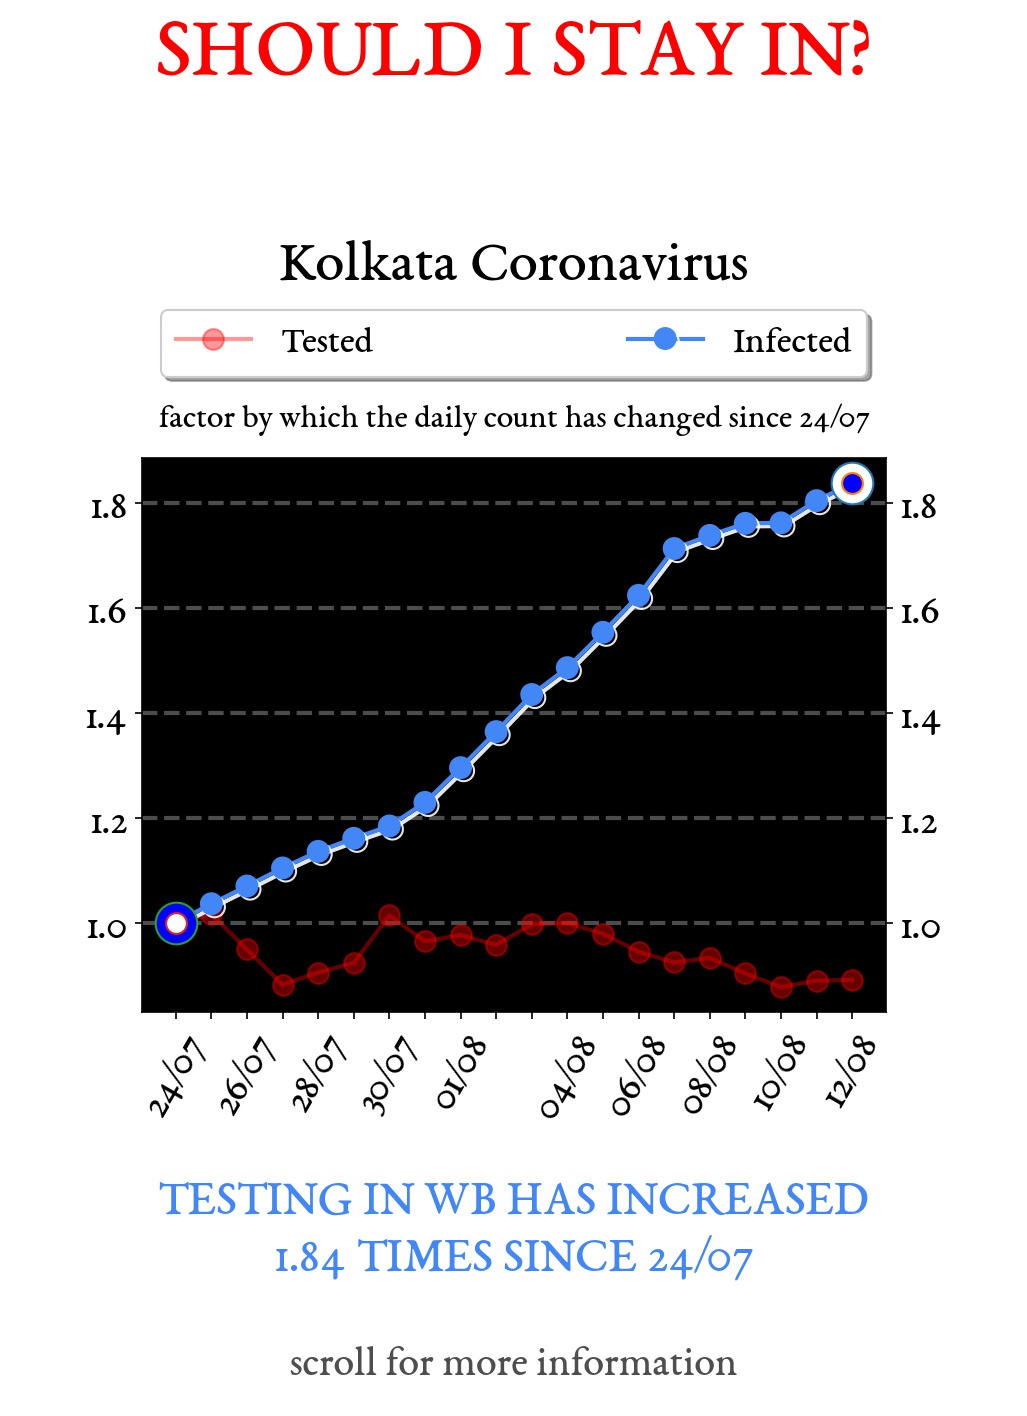 SHOULD I STAY IN?
Kolkata Coronavirus
Tested Infected
factor by which the daily count has changed since 24/07
1.8 1.8
1.6 1.6
1.4 1.4
1.2 1.2
1.0 1.0
24/07 26/07 28/07 30/07 01/08 04/08 06/08 08/08 10/08 12/08
TESTING IN WB HAS INCREASED
1.84 TIMES SINCE 24/07
scroll for more information